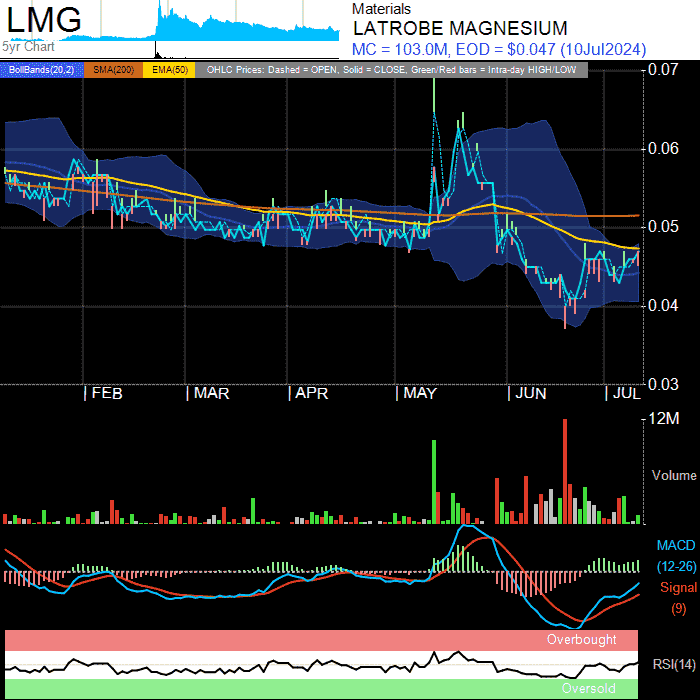 LMG
5yr Chart
Materials
LATROBE MAGNESIUM
MC = 103.0M, EOD = $0.047 (10Jul2024)
BollBands(20,2) SMA(200) EMA(50) OHLC Prices: Dashed = OPEN, Solid = CLOSE, Green/Red bars = Intra-day HIGH/LOW
0.07
0.06
0.05
0.04
0.03
| FEB | MAR | APR | MAY | JUN | JUL
12M
Volume
MACD
(12-26)
Signal
(9)
Overbought
RSI(14)
Oversold